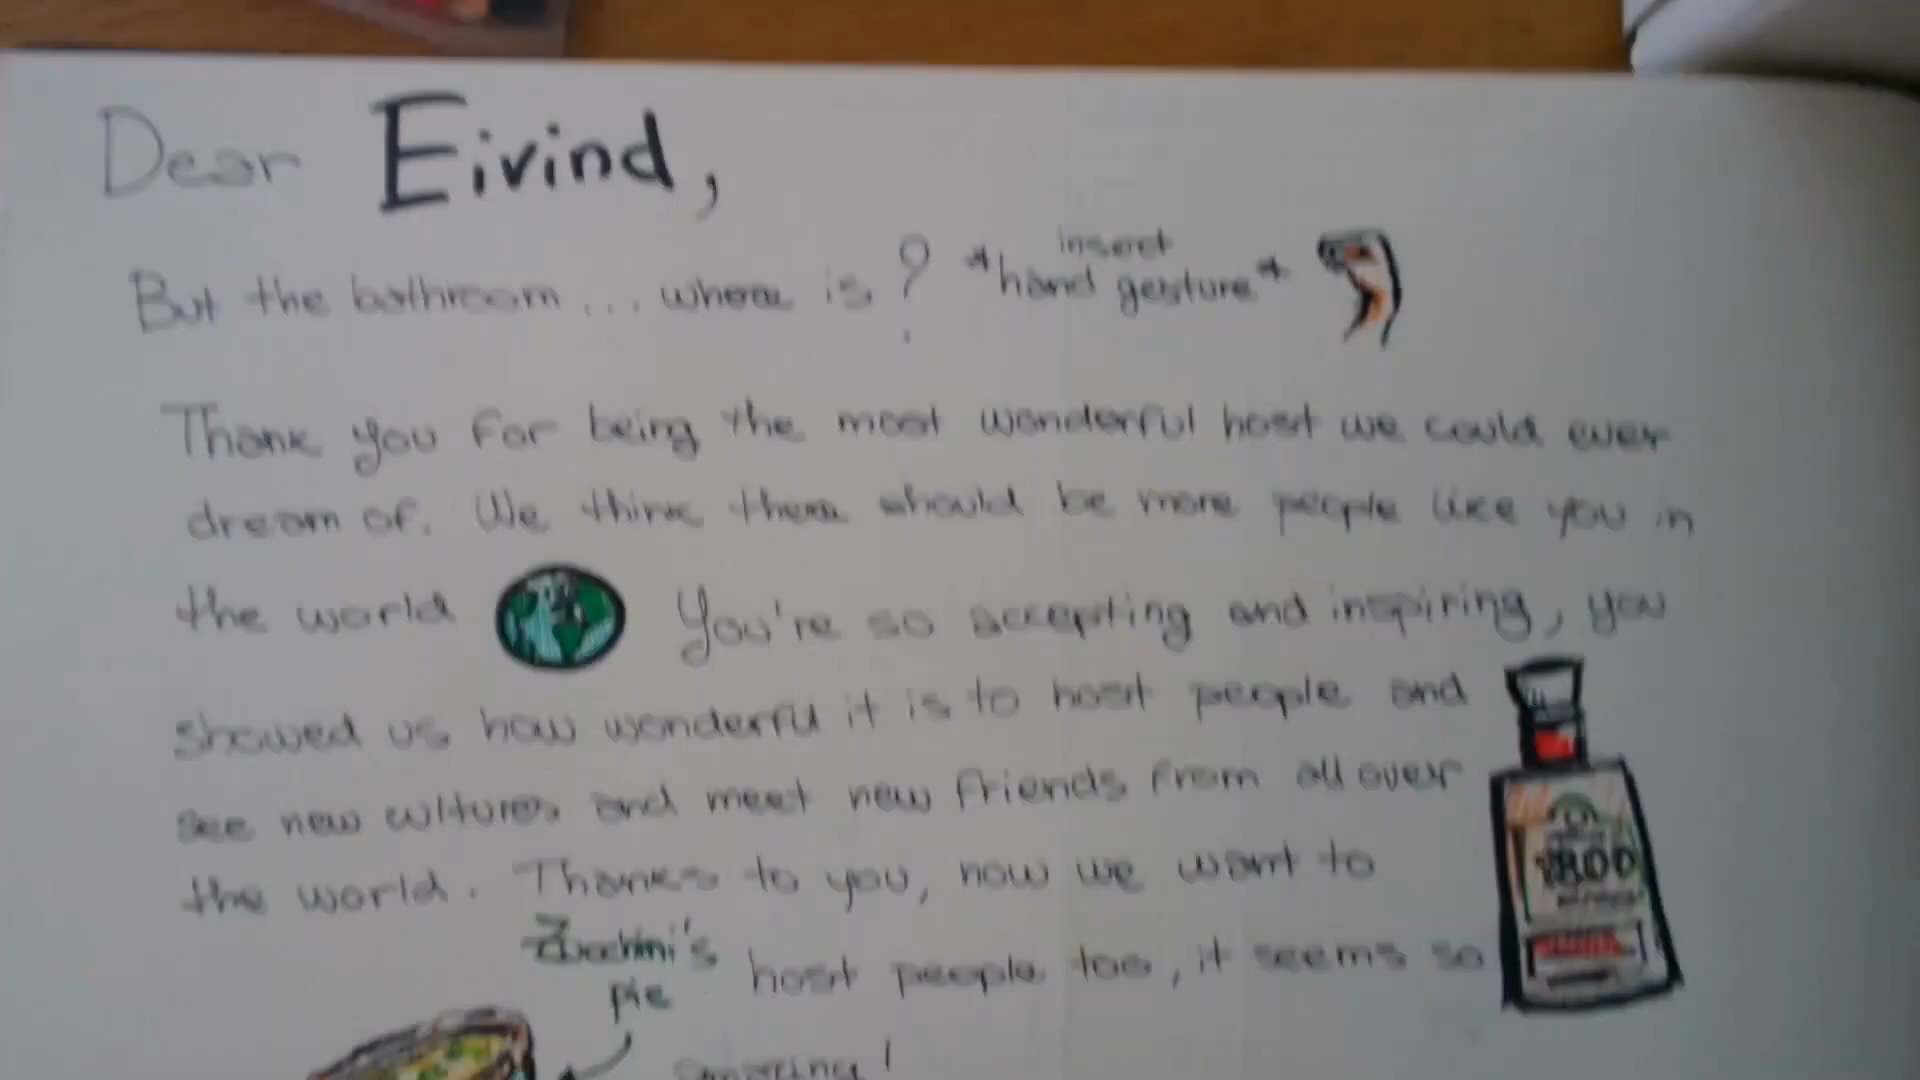 Dear Eivind,
insect
But the bathroom... where is? *hand gesture*
Thank you for being the most wonderful host we could ever
dream of. We think there should be more people like you in
the world You're so accepting and inspiring, you
showed us how wonderful it is to host people and
see new cultures and meet new friends from all over
the world. Thanks to you, now we want to
1800
Zucchini's
pie
host people too, it seems so
amazing!